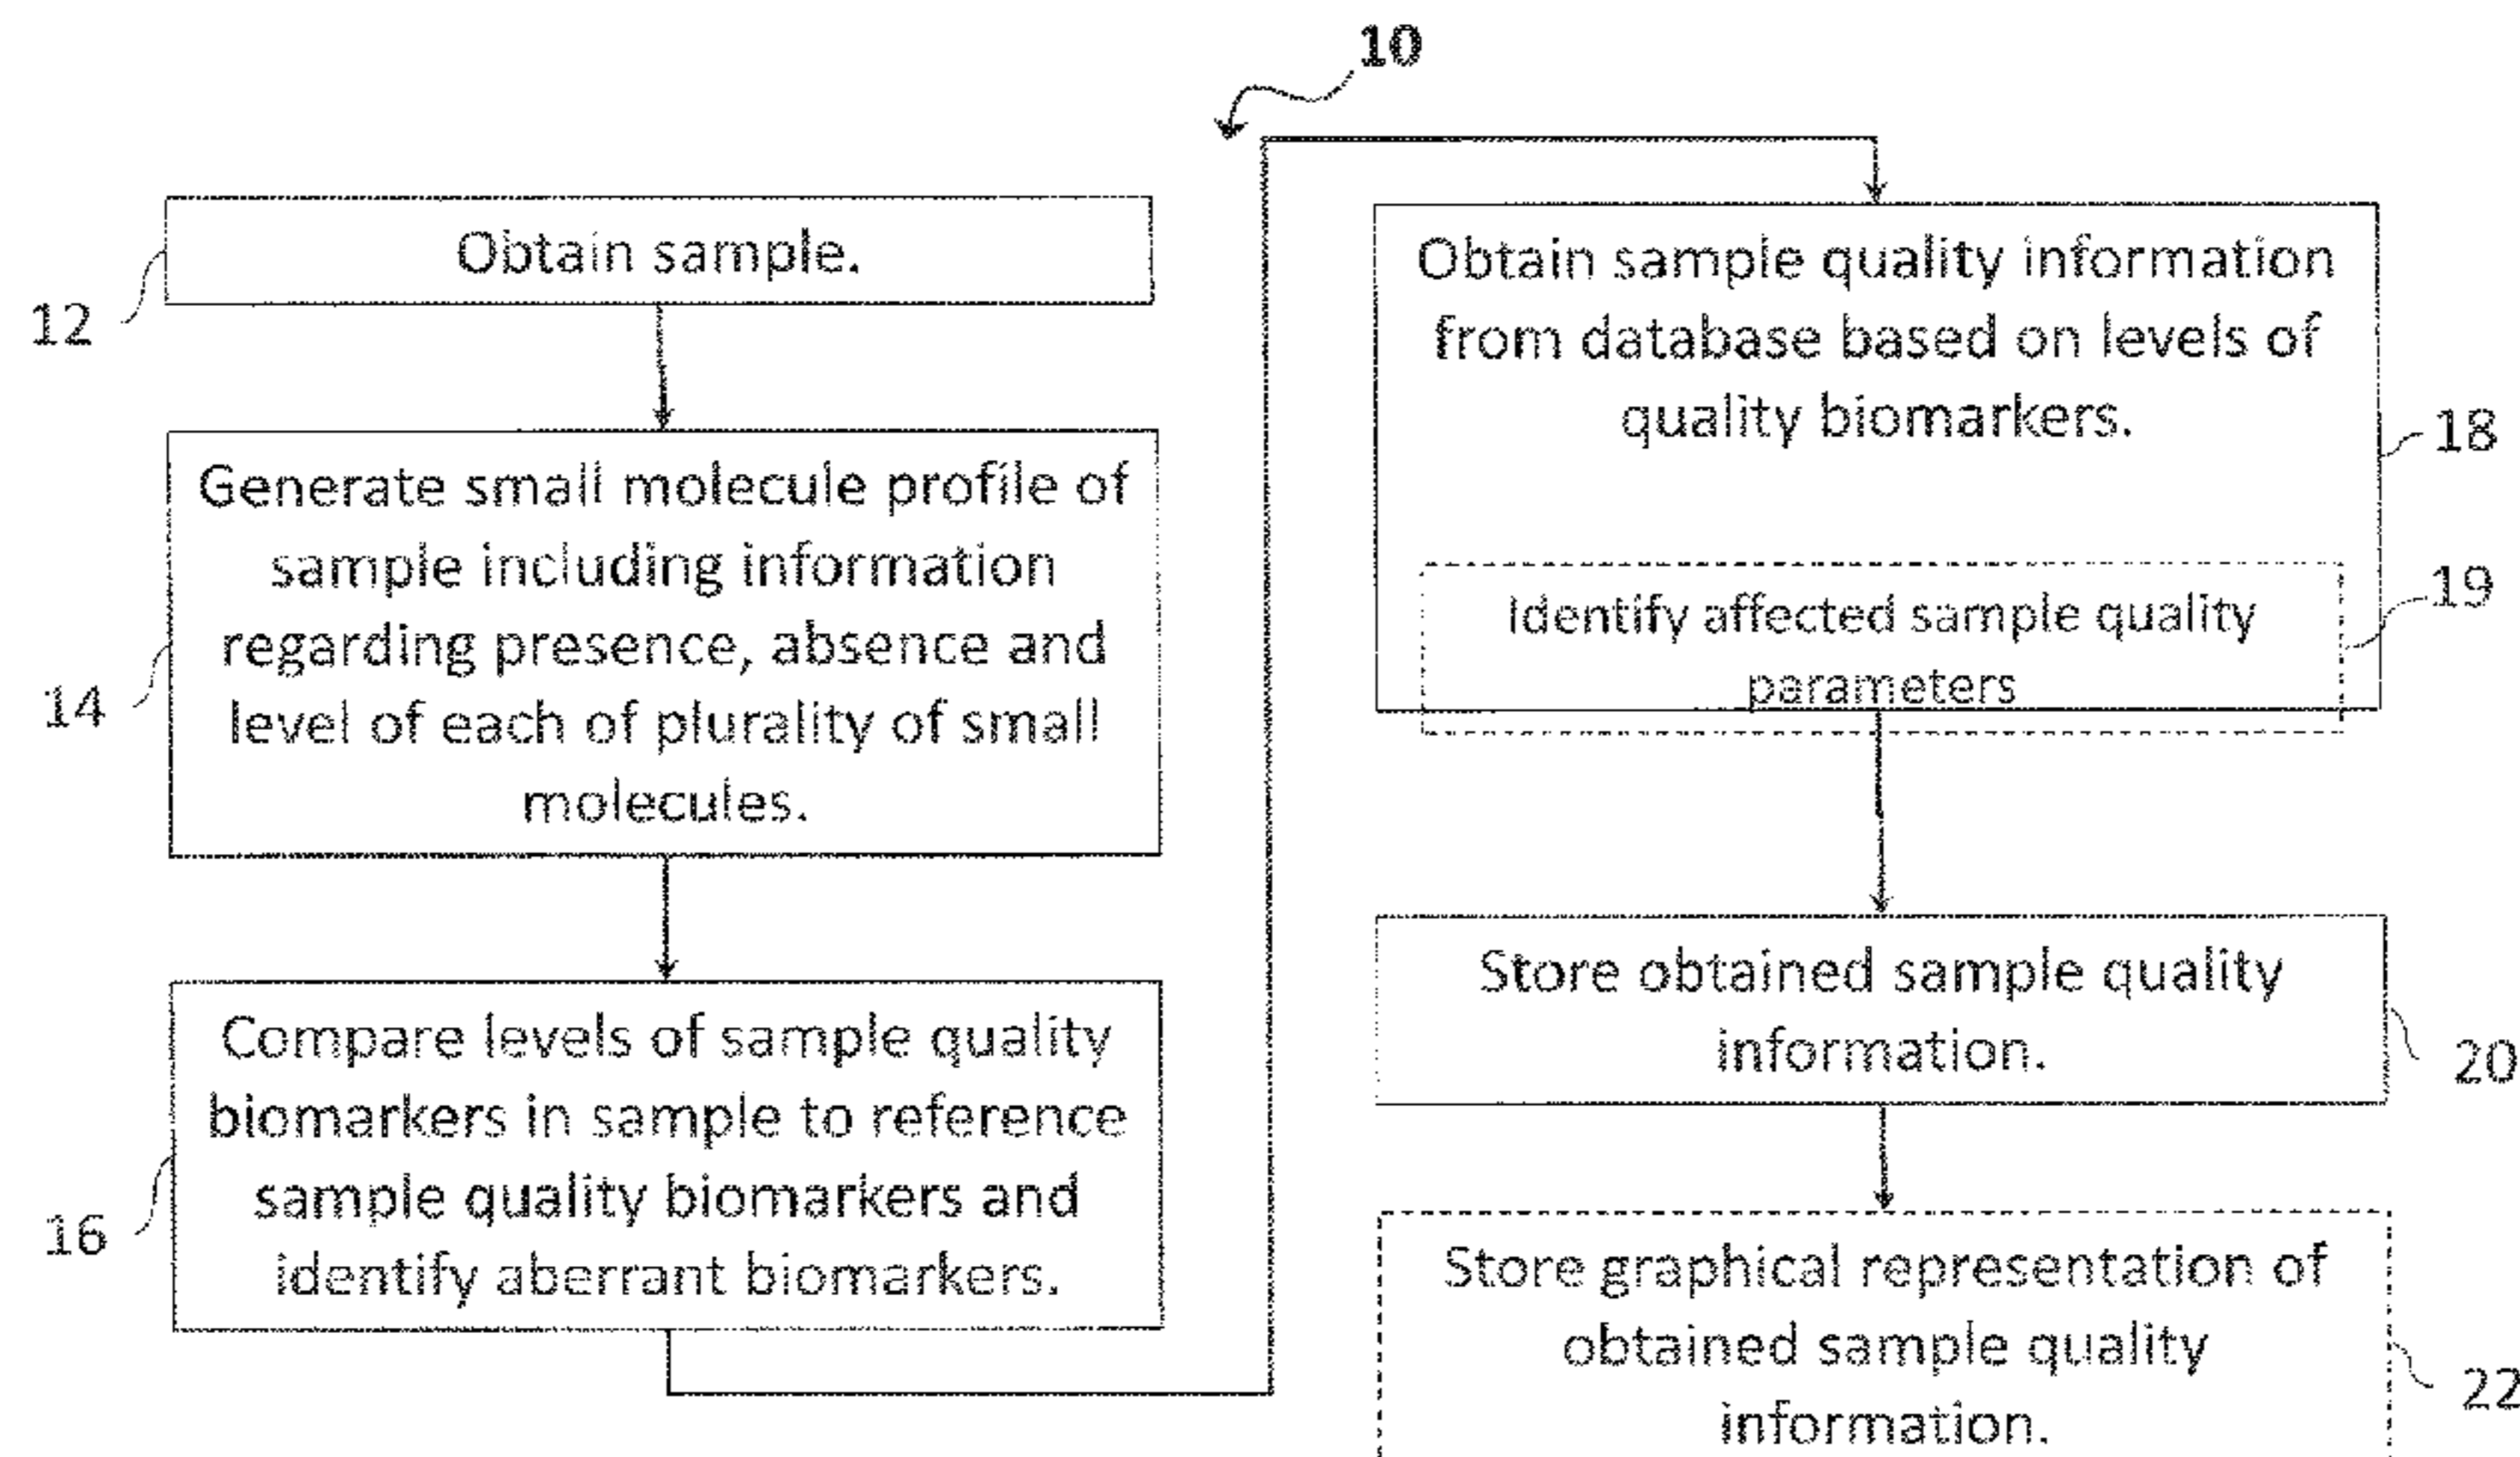 10
Obtain sample.
12
Generate small molecule profile of
sample including information
regarding presence, absence and
level of each of plurality of small
molecules.
14
Compare levels of sample quality
biomarkers in sample to reference
sample quality biomarkers and
identify aberrant biomarkers.
16
Obtain sample quality information
from database based on levels of
quality biomarkers.
18
Identify affected sample quality
parameters
19
Store obtained sample quality
information.
20
Store graphical representation of
obtained sample quality
information.
22